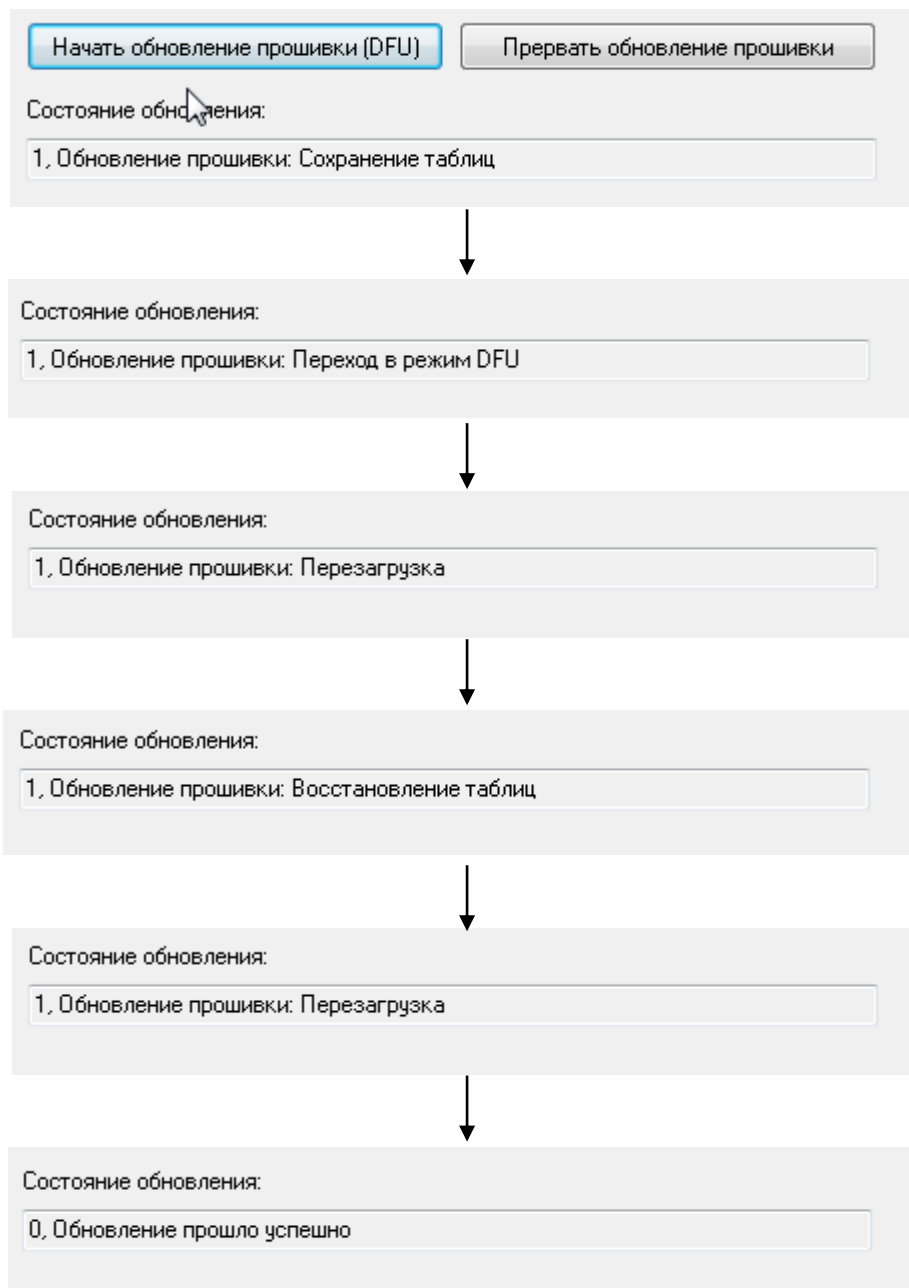 Начать обновление прошивки (DFU) Прервать обновление прошивки
Состояние обновления:
1, Обновление прошивки: Сохранение таблиц
Состояние обновления:
1, Обновление прошивки: Переход в режим DFU
Состояние обновления:
1, Обновление прошивки: Перезагрузка
Состояние обновления:
1, Обновление прошивки: Восстановление таблиц
Состояние обновления:
1, Обновление прошивки: Перезагрузка
Состояние обновления:
0, Обновление прошло успешно